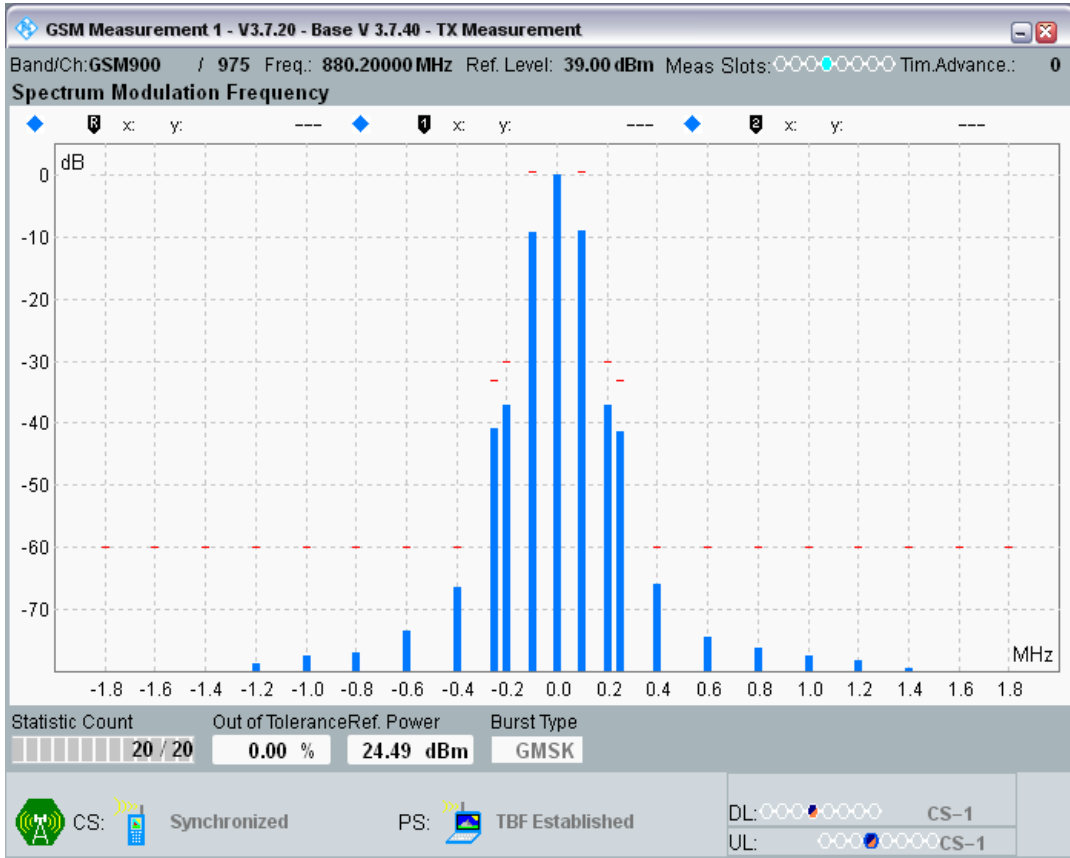 GSM Measurement 1 - V3.7.20 - Base V 3.7.40 - TX Measurement
Band/Ch:GSM900 / 975 Freq.: 880.20000 MHz Ref. Level: 39.00 dBm Meas Slots: Tim.Advance.: 0
Spectrum Modulation Frequency
R x: y: --- 1 x: y: --- 2 x: y: ---
dB
0
-10
-20
-30
-40
-50
-60
-70
MHz
-1.8 -1.6 -1.4 -1.2 -1.0 -0.8 -0.6 -0.4 -0.2 0.0 0.2 0.4 0.6 0.8 1.0 1.2 1.4 1.6 1.8
Statistic Count Out of Tolerance Ref. Power Burst Type
20 / 20 0.00 % 24.49 dBm GMSK
CS: Synchronized PS: TBF Established
DL: CS-1
UL: CS-1